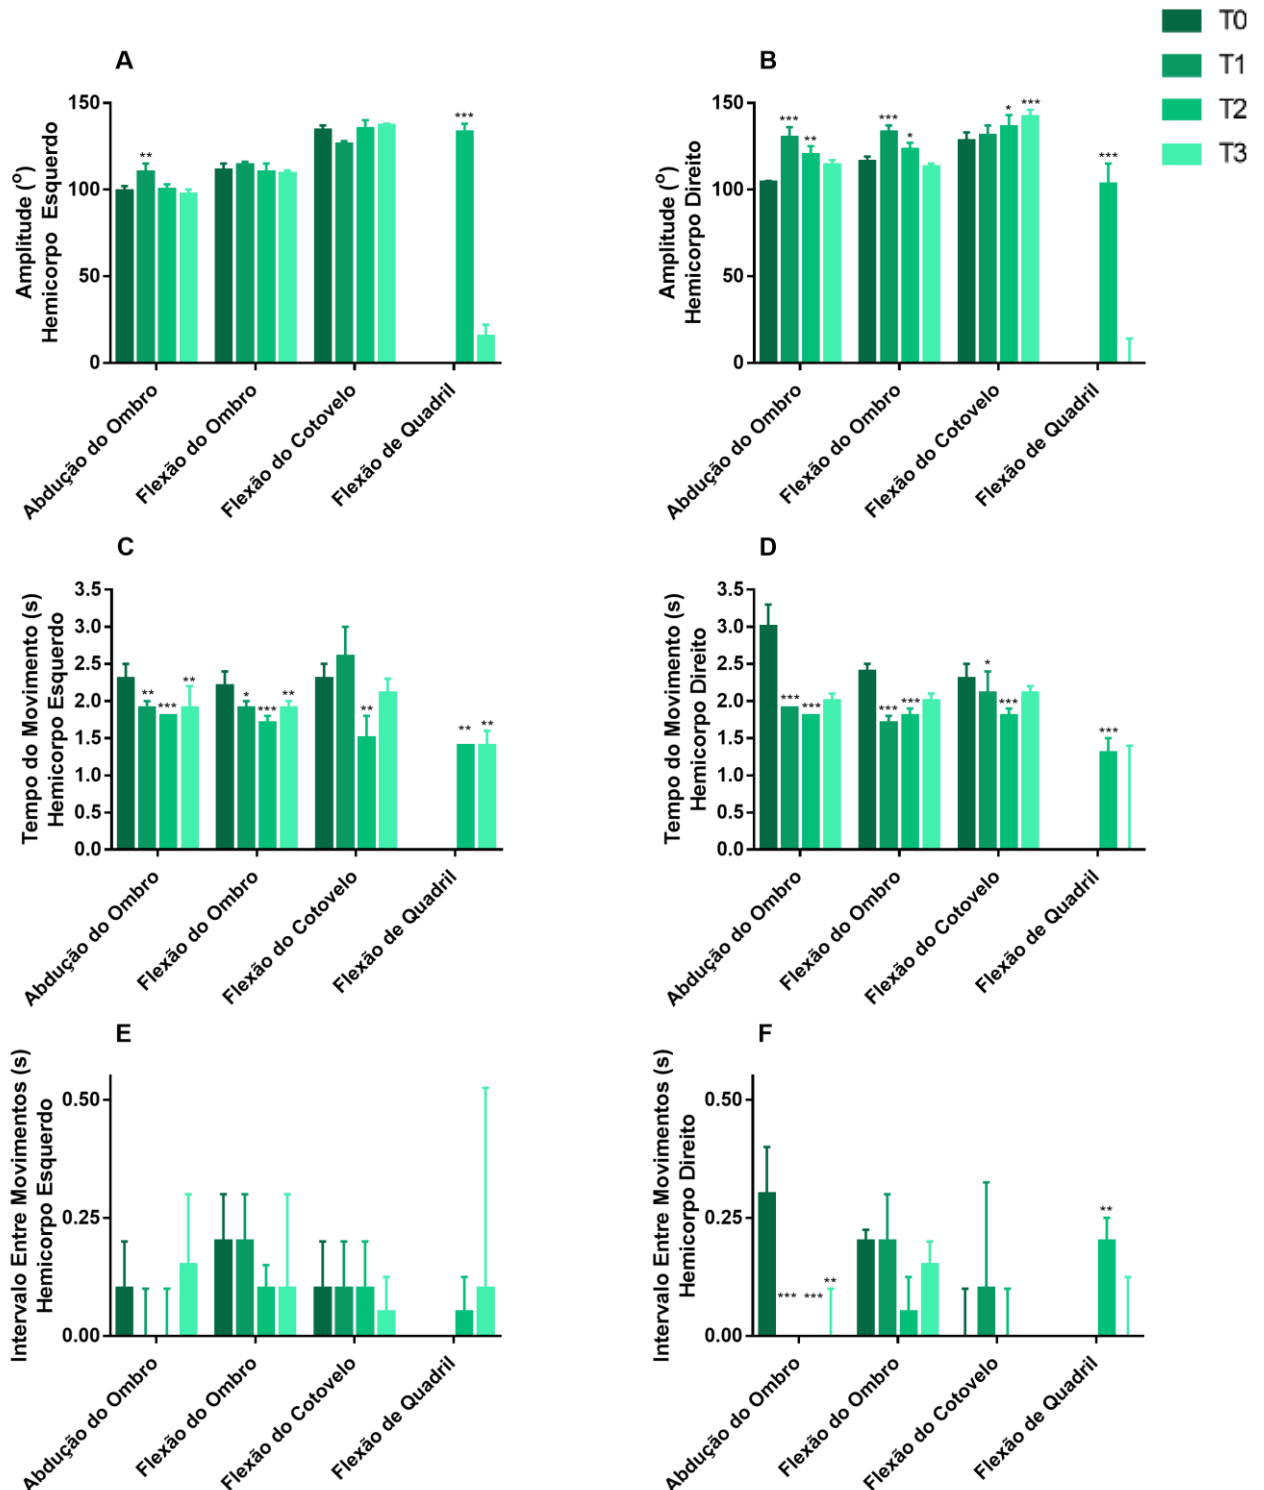 T0
T1
T2
T3
A
Amplitude (º)
Hemicorpo Esquerdo
150
100
50
0
**
***
Abdução do Ombro
Flexão do Ombro
Flexão do Cotovelo
Flexão de Quadril
B
Amplitude (º)
Hemicorpo Direito
150
100
50
0
***
**
***
*
*
***
***
Abdução do Ombro
Flexão do Ombro
Flexão do Cotovelo
Flexão de Quadril
C
Tempo do Movimento (s)
Hemicorpo Esquerdo
3.5
3.0
2.5
2.0
1.5
1.0
0.5
0.0
**
***
**
*
***
**
**
**
**
Abdução do Ombro
Flexão do Ombro
Flexão do Cotovelo
Flexão de Quadril
D
Tempo do Movimento (s)
Hemicorpo Direito
3.5
3.0
2.5
2.0
1.5
1.0
0.5
0.0
***
***
***
***
*
***
***
Abdução do Ombro
Flexão do Ombro
Flexão do Cotovelo
Flexão de Quadril
E
Intervalo Entre Movimentos (s)
Hemicorpo Esquerdo
0.50
0.25
0.00
Abdução do Ombro
Flexão do Ombro
Flexão do Cotovelo
Flexão de Quadril
F
Intervalo Entre Movimentos (s)
Hemicorpo Direito
0.50
0.25
0.00
***
***
**
**
Abdução do Ombro
Flexão do Ombro
Flexão do Cotovelo
Flexão de Quadril